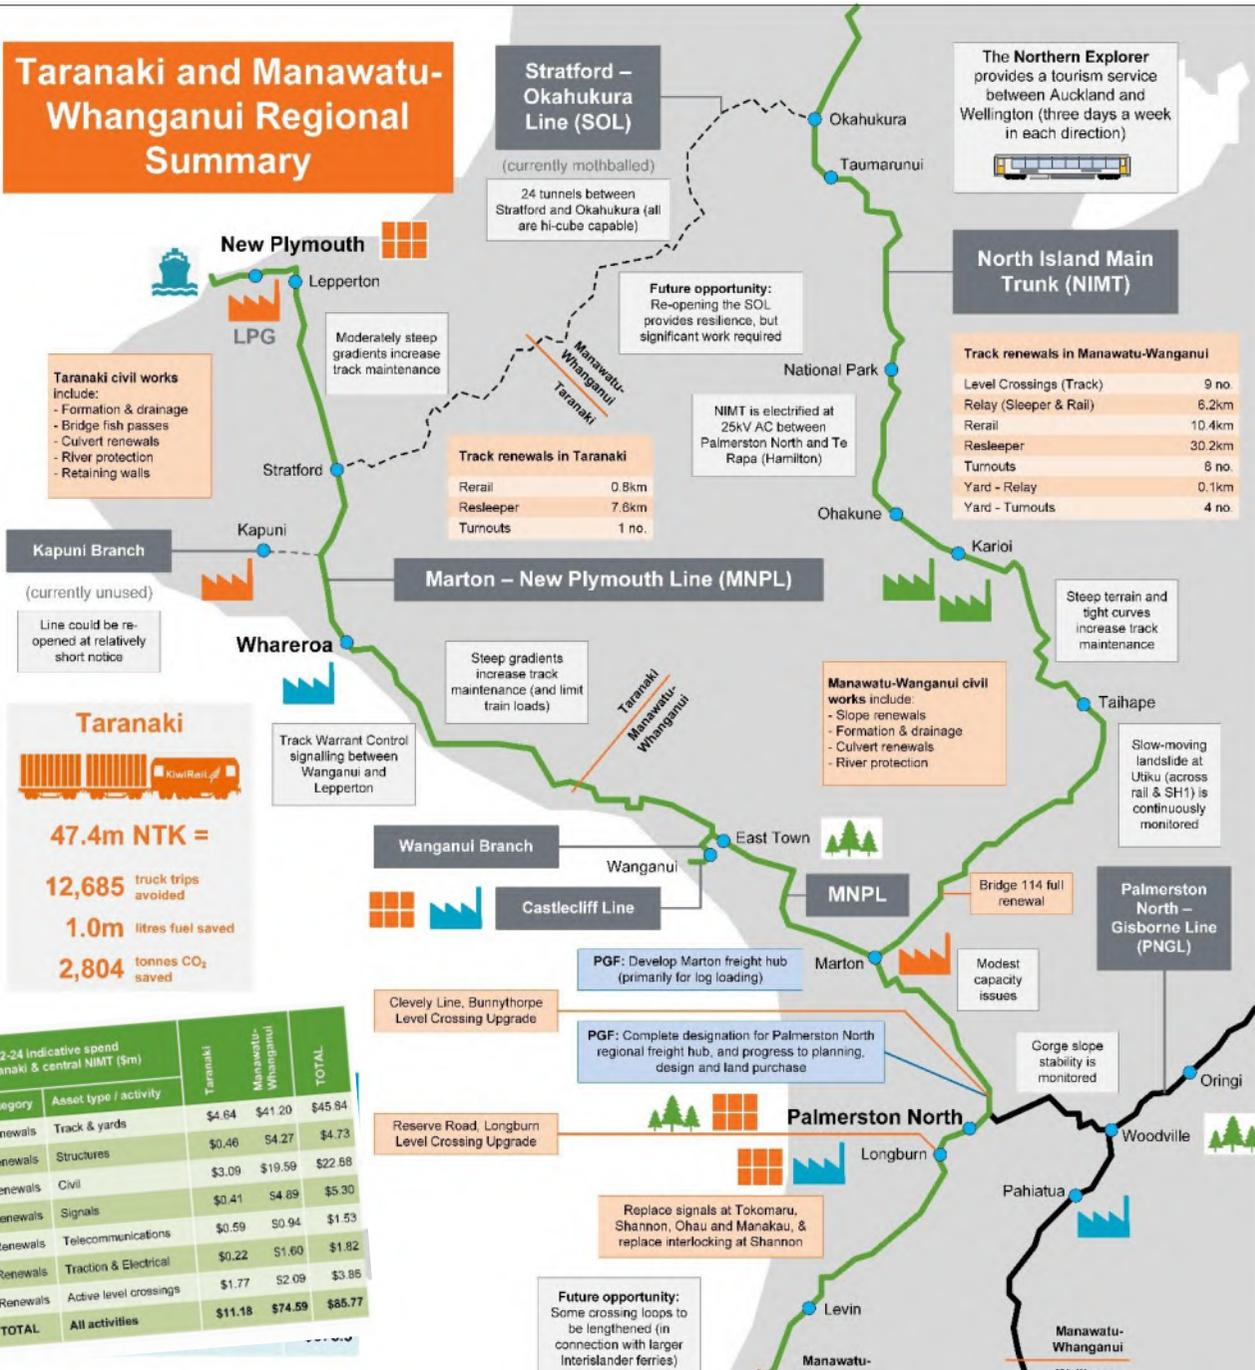 Taranaki and Manawatu-
Whanganui Regional
Summary
Stratford –
Okahukura
Line (SOL)
(currently mothballed)
24 tunnels between
Stratford and Okahukura (all
are hi-cube capable)
Okahukura
Taumarunui
The Northern Explorer
provides a tourism service
between Auckland and
Wellington (three days a week
in each direction)
North Island Main
Trunk (NIMT)
New Plymouth
Lepperton
LPG
Moderately steep
gradients increase
track maintenance
Future opportunity:
Re-opening the SOL
provides resilience, but
significant work required
Manawatu-
Whanganui
Taranaki
Taranaki civil works
include:
- Formation & drainage
- Bridge fish passes
- Culvert renewals
- River protection
- Retaining walls
National Park
NIMT is electrified at
25kV AC between
Palmerston North and Te
Rapa (Hamilton)
Track renewals in Manawatu-Wanganui
Level Crossings (Track) 9 no.
Relay (Sleeper & Rail) 6.2km
Rerail 10.4km
Resleeper 30.2km
Turnouts 8 no.
Yard - Relay 0.1km
Yard - Turnouts 4 no.
Stratford
Track renewals in Taranaki
Rerail 0.8km
Resleeper 7.6km
Turnouts 1 no.
Ohakune
Karioi
Kapuni
Kapuni Branch
(currently unused)
Line could be re-
opened at relatively
short notice
Marton – New Plymouth Line (MNPL)
Steep terrain and
tight curves
increase track
maintenance
Whareroa
Steep gradients
increase track
maintenance (and limit
train loads)
Taranaki
Manawatu-
Whanganui
Manawatu-Wanganui civil
works include:
- Slope renewals
- Formation & drainage
- Culvert renewals
- River protection
Taihape
Slow-moving
landslide at
Utiku (across
rail & SH1) is
continuously
monitored
Track Warrant Control
signalling between
Wanganui and
Lepperton
Taranaki
KiwiRail
47.4m NTK =
12,685 truck trips
avoided
1.0m litres fuel saved
2,804 tonnes CO₂
saved
Wanganui Branch
East Town
Wanganui
Castlecliff Line
MNPL
Bridge 114 full
renewal
Palmerston
North –
Gisborne Line
(PNGL)
PGF: Develop Marton freight hub
(primarily for log loading)
Marton
Modest
capacity
issues
Clevely Line, Bunnythorpe
Level Crossing Upgrade
PGF: Complete designation for Palmerston North
regional freight hub, and progress to planning,
design and land purchase
Gorge slope
stability is
monitored
Oringi
Palmerston North
Woodville
Reserve Road, Longburn
Level Crossing Upgrade
Longburn
Pahiatua
Replace signals at Tokomaru,
Shannon, Ohau and Manakau, &
replace interlocking at Shannon
Future opportunity:
Some crossing loops to
be lengthened (in
connection with larger
Interislander ferries)
Levin
Manawatu-
Manawatu-
Whanganui
2-24 indicative spend
anaki & central NIMT ($m)
egory Asset type / activity Taranaki Manawatu-Whanganui TOTAL
newals Track & yards $4.64 $41.20 $45.84
newals Structures $0.46 $4.27 $4.73
enewals Civil $3.09 $19.59 $22.68
enewals Signals $0.41 $4.89 $5.30
Renewals Telecommunications $0.59 $0.94 $1.53
Renewals Traction & Electrical $0.22 $1.60 $1.82
Renewals Active level crossings $1.77 $2.09 $3.86
TOTAL All activities $11.18 $74.59 $85.77